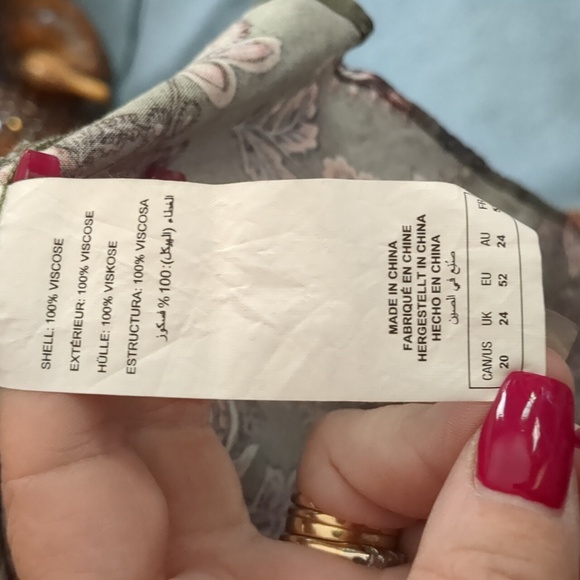 SHELL: 100% VISCOSE
EXTÉRIEUR: 100% VISCOSE
HÜLLE: 100% VISKOSE
ESTRUCTURA: 100% VISCOSA
الغطاء (الهيكل): 100% فسكوز
MADE IN CHINA
FABRIQUÉ EN CHINE
HERGESTELLT IN CHINA
HECHO EN CHINA
صنع في الصين
CAN/US UK EU AU
20 24 52 24